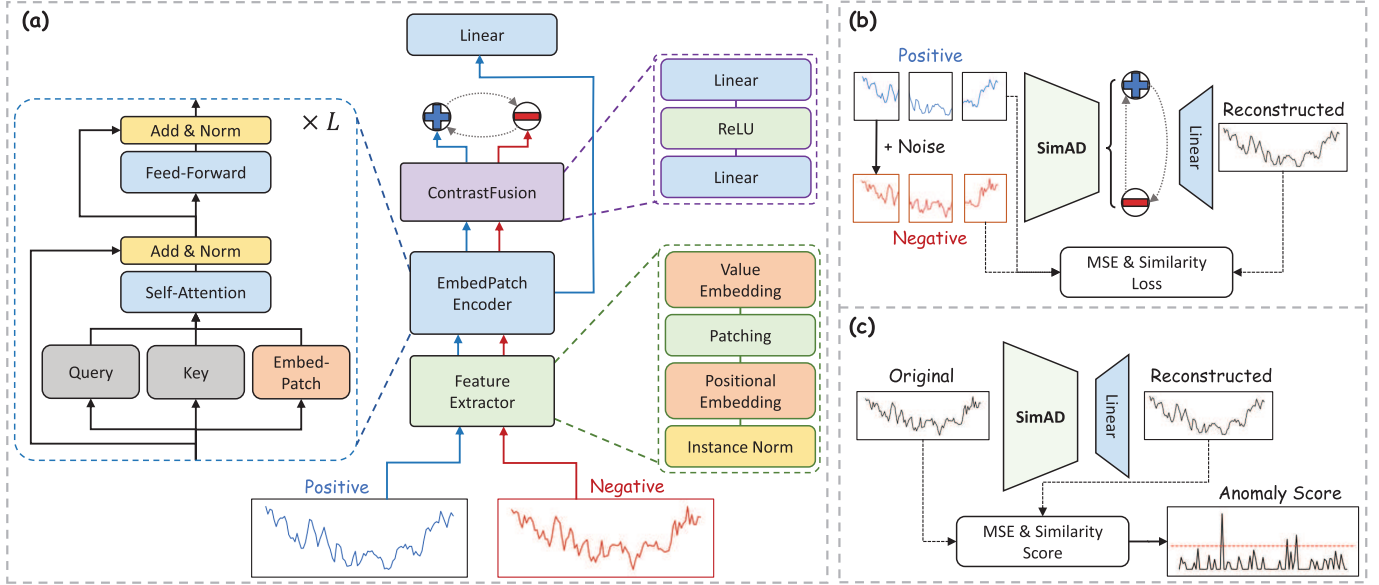 (a)
Linear
× L
Add & Norm
Feed-Forward
Add & Norm
Self-Attention
Query
Key
Embed-
Patch
ContrastFusion
EmbedPatch
Encoder
Feature
Extractor
Positive
Negative
Linear
ReLU
Linear
Value
Embedding
Patching
Positional
Embedding
Instance Norm
(b)
Positive
+ Noise
Negative
SimAD
Linear
Reconstructed
MSE & Similarity
Loss
(c)
Original
SimAD
Linear
Reconstructed
MSE & Similarity
Score
Anomaly Score